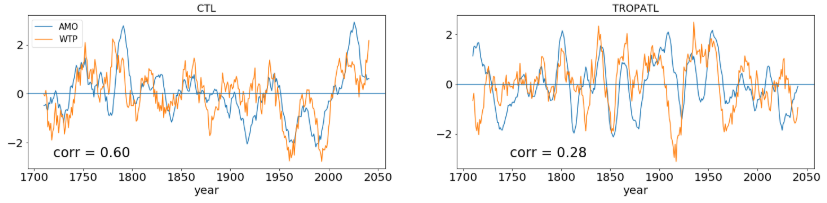 CTL
AMO
WTP
2
0
−2
corr = 0.60
1700 1750 1800 1850 1900 1950 2000 2050
year
TROPATL
2
0
−2
corr = 0.28
1700 1750 1800 1850 1900 1950 2000 2050
year